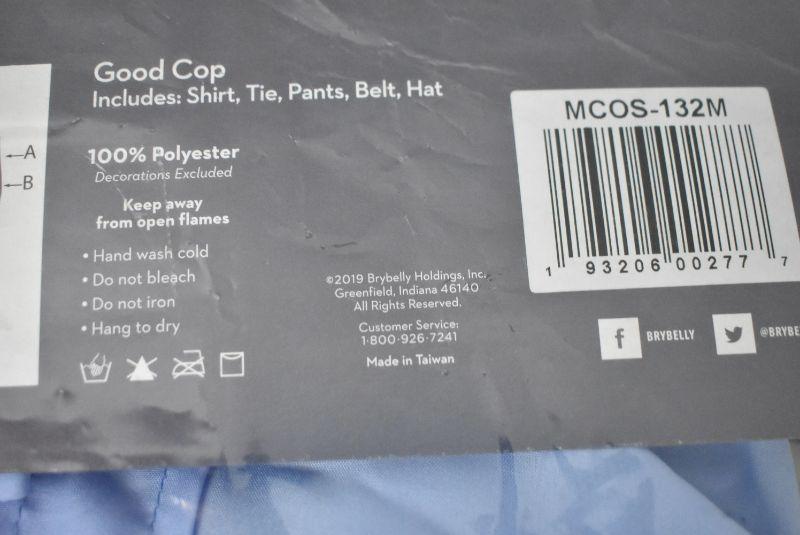 Good Cop
Includes: Shirt, Tie, Pants, Belt, Hat
A
B
100% Polyester
Decorations Excluded
Keep away
from open flames
• Hand wash cold
• Do not bleach
• Do not iron
• Hang to dry
©2019 Brybelly Holdings, Inc.
Greenfield, Indiana 46140
All Rights Reserved.
Customer Service:
1·800·926·7241
Made in Taiwan
MCOS-132M
1 93206 00277 7
f BRYBELLY
@BRYBE